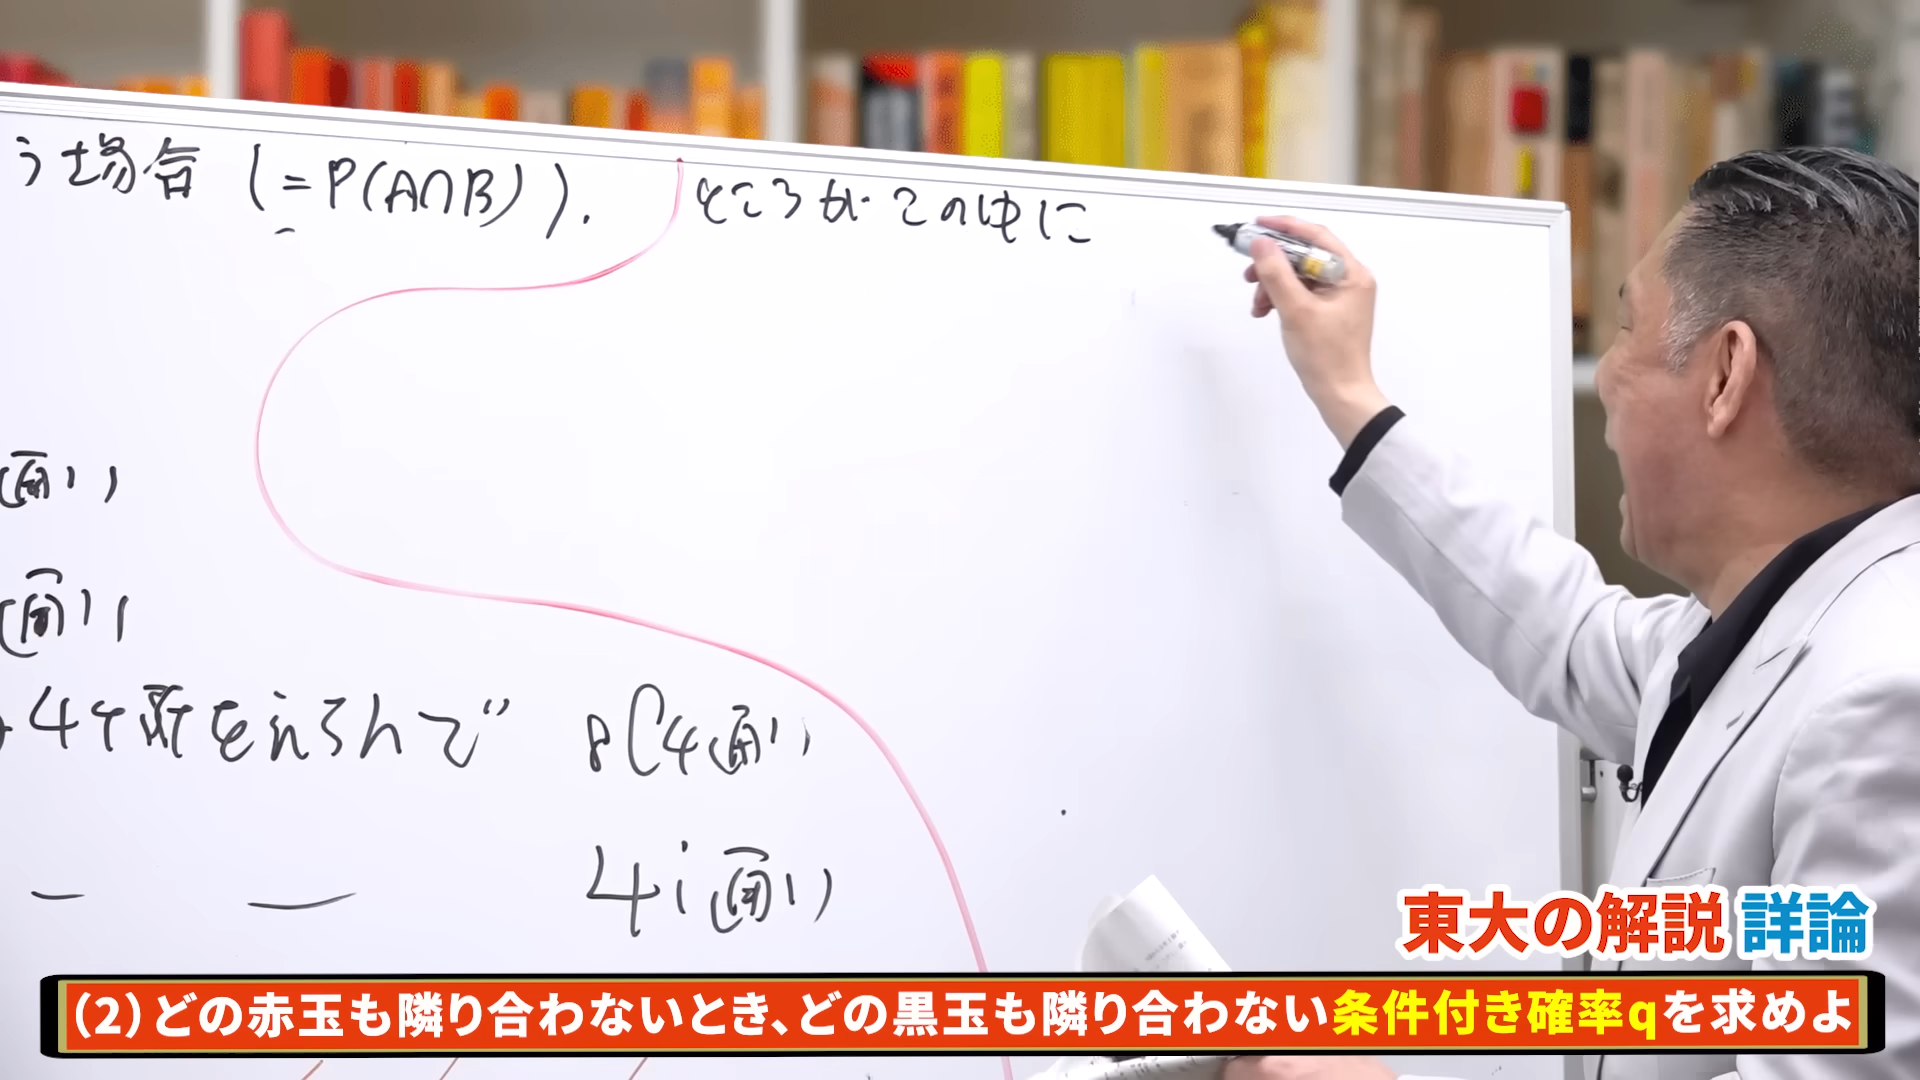 う場合 (=P(A∩B)).
ところがこの中に
通り
通り
4ヶ所をえらんで 8C4通り
4!通り
東大の解説 詳論
(2)どの赤玉も隣り合わないとき、どの黒玉も隣り合わない条件付き確率qを求めよ